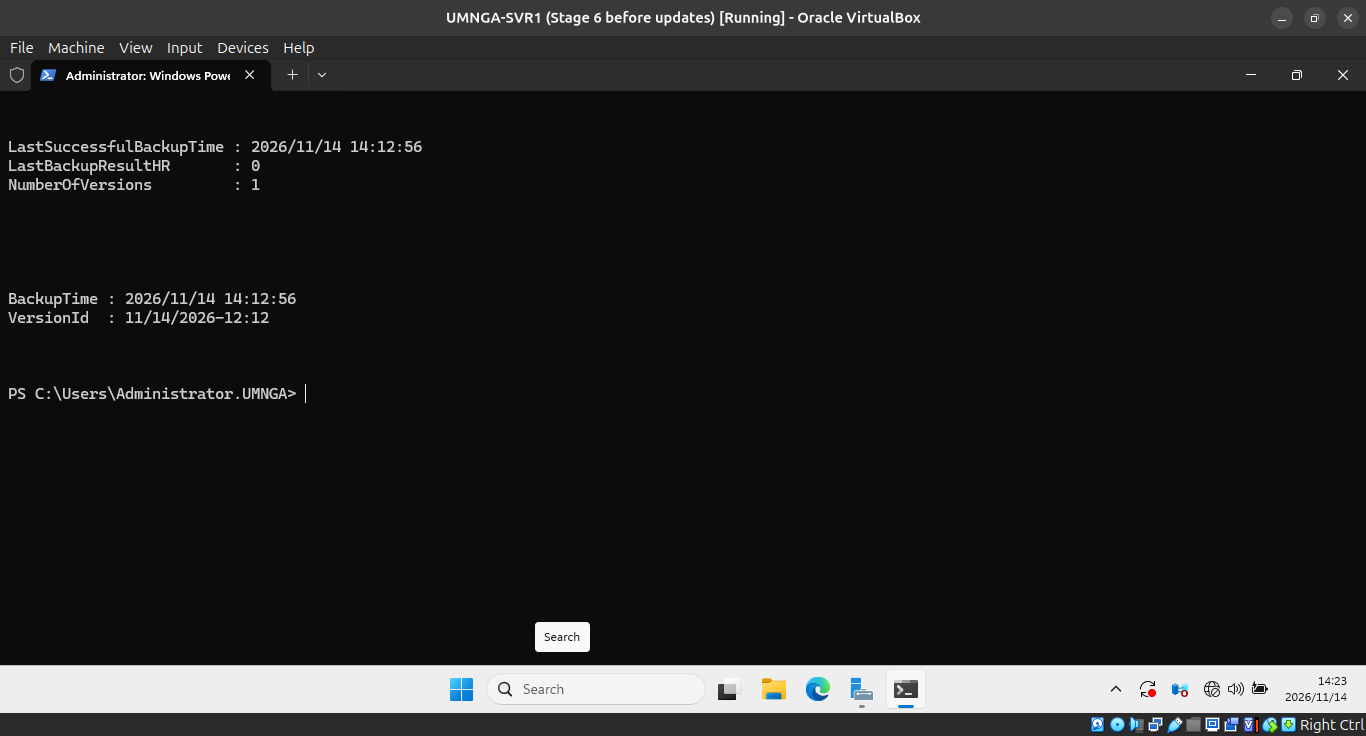 UMNGA-SVR1 (Stage 6 before updates) [Running] - Oracle VirtualBox
File Machine View Input Devices Help
Administrator: Windows Powe
LastSuccessfulBackupTime : 2026/11/14 14:12:56
LastBackupResultHR       : 0
NumberOfVersions         : 1
BackupTime : 2026/11/14 14:12:56
VersionId  : 11/14/2026-12:12
PS C:\Users\Administrator.UMNGA>
Search
Search
14:23
2026/11/14
Right Ctrl